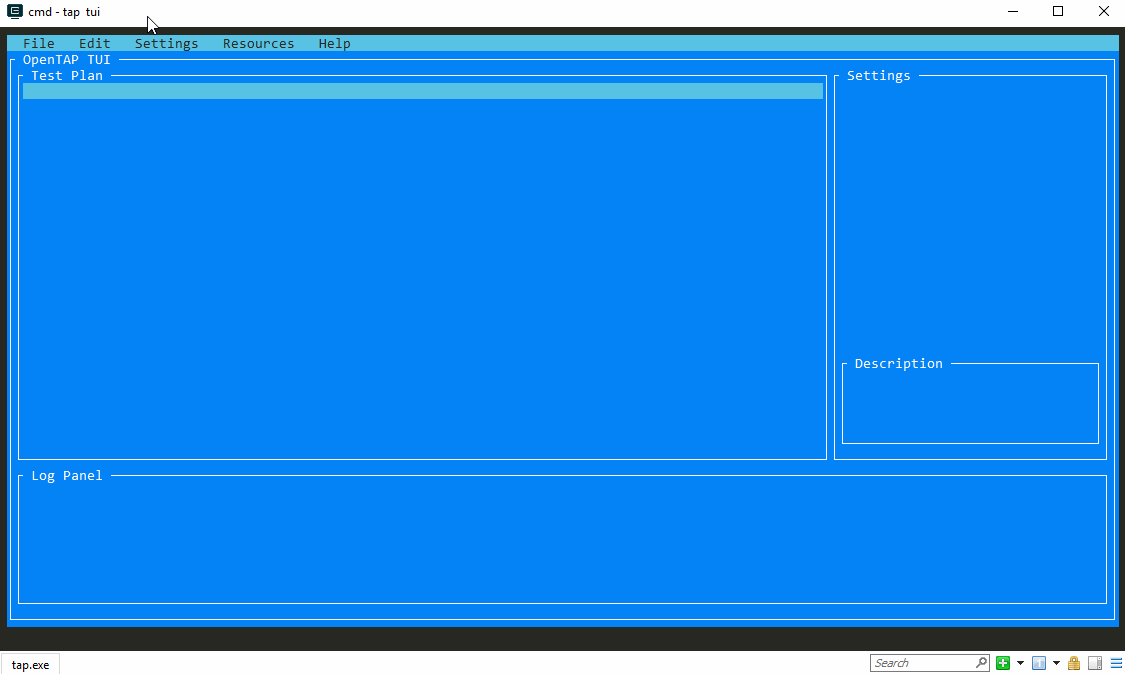 cmd - tap tui
File Edit Settings Resources Help
OpenTAP TUI
Test Plan
Settings
Description
Log Panel
tap.exe
Search